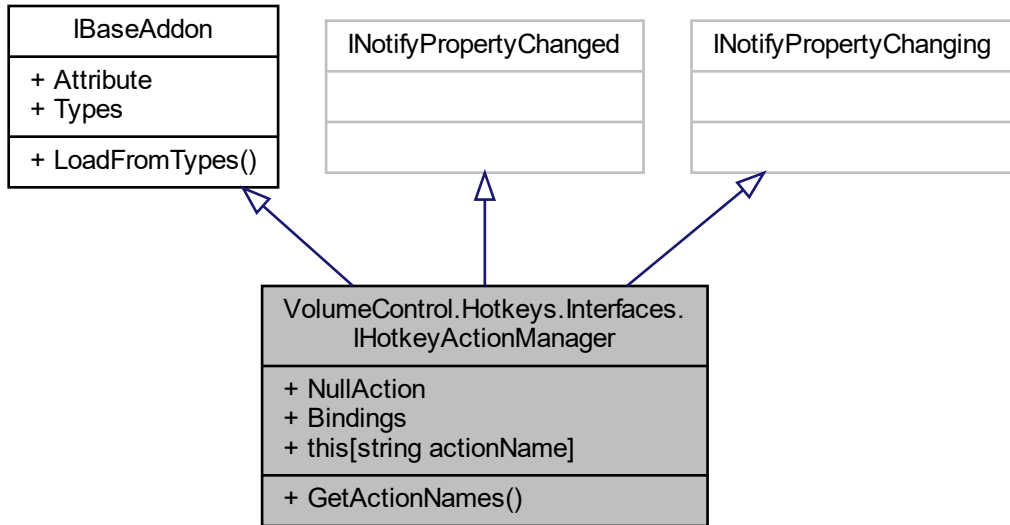 IBaseAddon
+ Attribute
+ Types
+ LoadFromTypes()
INotifyPropertyChanged
INotifyPropertyChanging
VolumeControl.Hotkeys.Interfaces.
IHotkeyActionManager
+ NullAction
+ Bindings
+ this[string actionName]
+ GetActionNames()